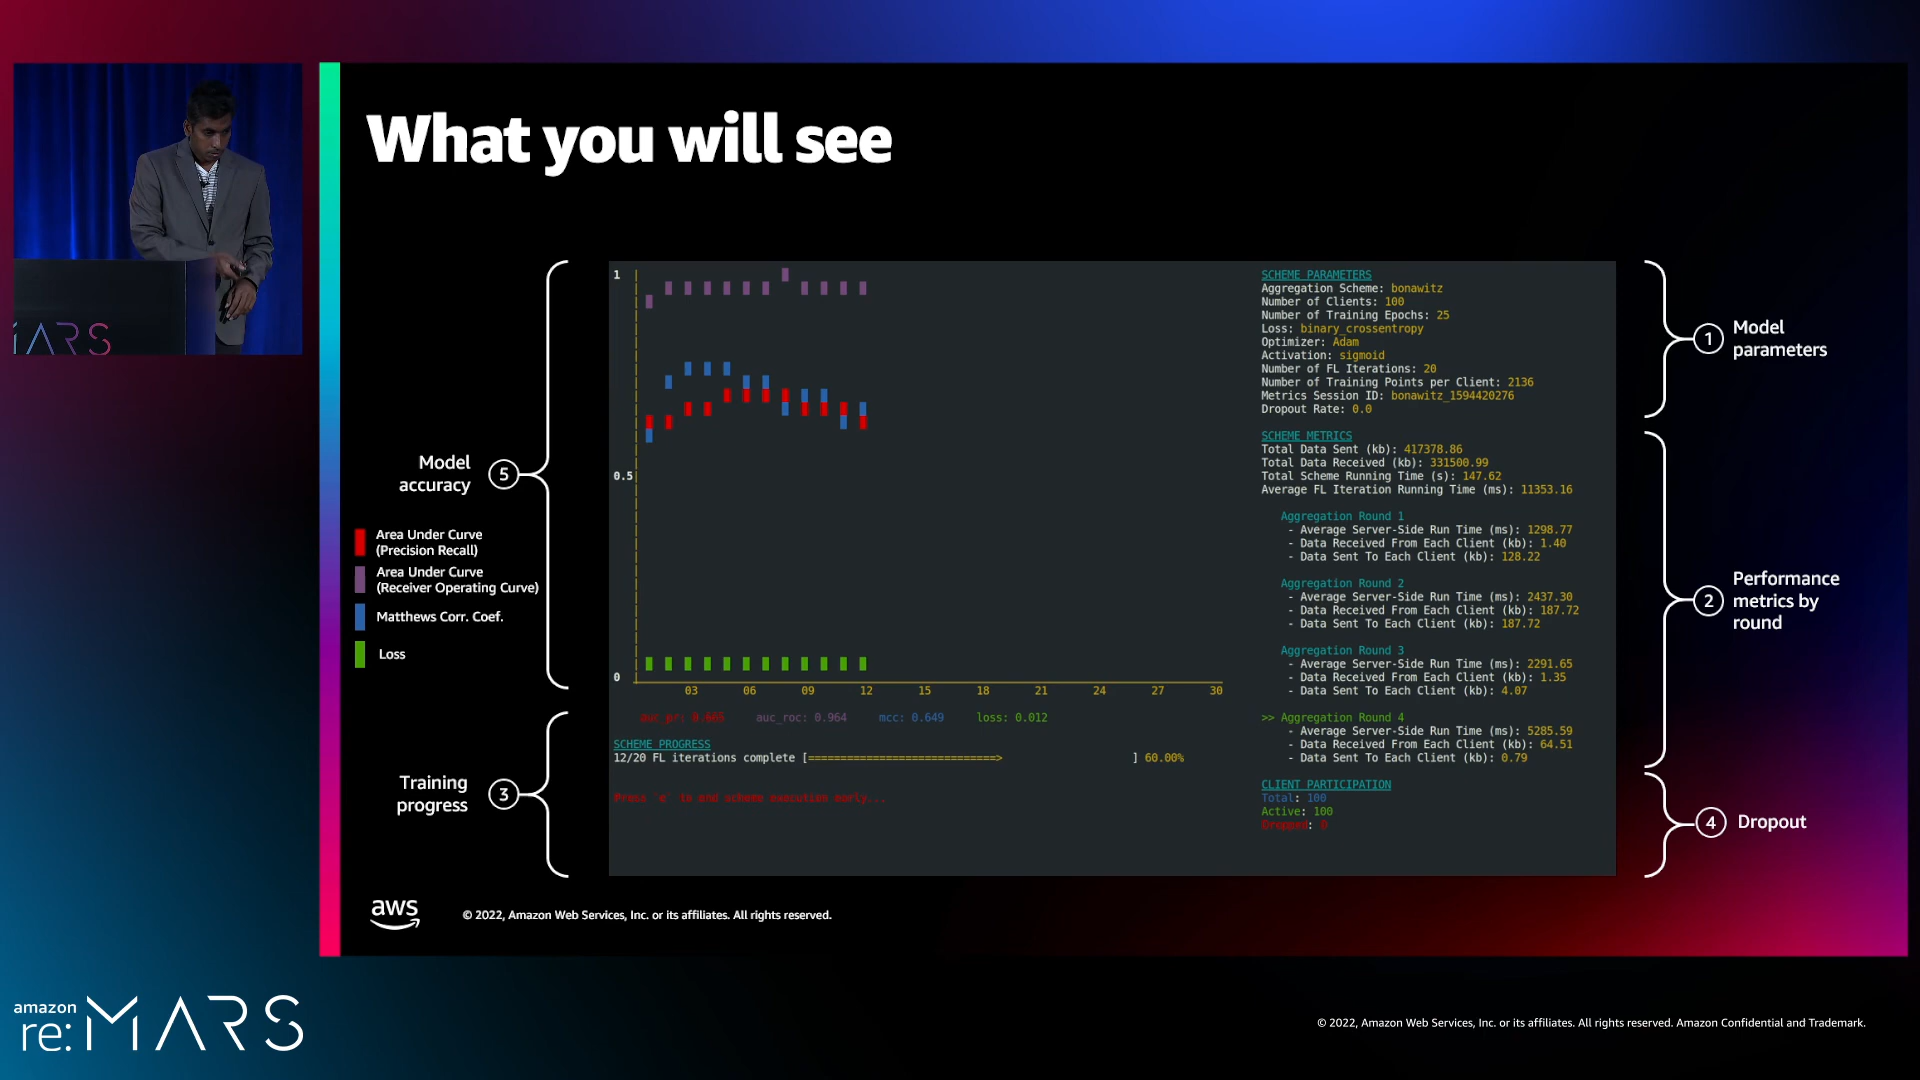 What you will see
MARS
Model
accuracy
5
Area Under Curve
(Precision Recall)
Area Under Curve
(Receiver Operating Curve)
Matthews Corr. Coef.
Loss
Training
progress
3
1
0.5
0
03 06 09 12 15 18 21 24 27 30
auc_pr: 0.665 auc_roc: 0.964 mcc: 0.649 loss: 0.012
SCHEME PROGRESS
12/20 FL iterations complete [=============================> ] 60.00%
Press 'e' to end scheme execution early...
SCHEME PARAMETERS
Aggregation Scheme: bonawitz
Number of Clients: 100
Number of Training Epochs: 25
Loss: binary_crossentropy
Optimizer: Adam
Activation: sigmoid
Number of FL Iterations: 20
Number of Training Points per Client: 2136
Metrics Session ID: bonawitz_1594420276
Dropout Rate: 0.0
SCHEME METRICS
Total Data Sent (kb): 417378.86
Total Data Received (kb): 331500.99
Total Scheme Running Time (s): 147.62
Average FL Iteration Running Time (ms): 11353.16
Aggregation Round 1
- Average Server-Side Run Time (ms): 1298.77
- Data Received From Each Client (kb): 1.40
- Data Sent To Each Client (kb): 128.22
Aggregation Round 2
- Average Server-Side Run Time (ms): 2437.30
- Data Received From Each Client (kb): 187.72
- Data Sent To Each Client (kb): 187.72
Aggregation Round 3
- Average Server-Side Run Time (ms): 2291.65
- Data Received From Each Client (kb): 1.35
- Data Sent To Each Client (kb): 4.07
>> Aggregation Round 4
- Average Server-Side Run Time (ms): 5285.59
- Data Received From Each Client (kb): 64.51
- Data Sent To Each Client (kb): 0.79
CLIENT PARTICIPATION
Total: 100
Active: 100
Dropped: 0
1 Model
parameters
2 Performance
metrics by
round
4 Dropout
aws
© 2022, Amazon Web Services, Inc. or its affiliates. All rights reserved.
amazon
re:MARS
© 2022, Amazon Web Services, Inc. or its affiliates. All rights reserved. Amazon Confidential and Trademark.